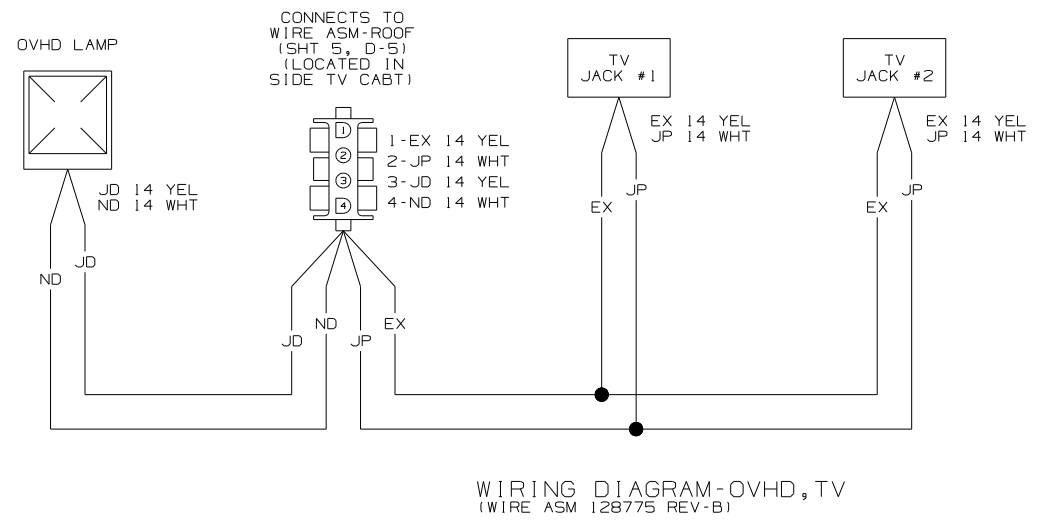 CONNECTS TO
WIRE ASM-ROOF
(SHT 5, D-5)
(LOCATED IN
SIDE TV CABT)
OVHD LAMP
JD 14 YEL
ND 14 WHT
ND
JD
1
2
3
4
1-EX 14 YEL
2-JP 14 WHT
3-JD 14 YEL
4-ND 14 WHT
JD
ND
JP
EX
TV
JACK #1
EX 14 YEL
JP 14 WHT
EX
JP
TV
JACK #2
EX 14 YEL
JP 14 WHT
EX
JP
WIRING DIAGRAM-OVHD,TV
(WIRE ASM 128775 REV-B)